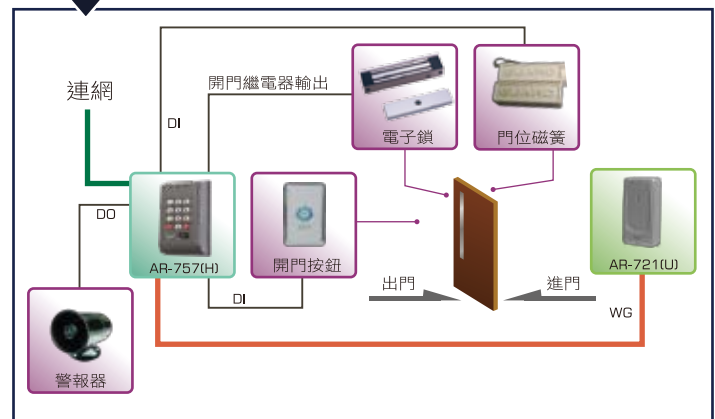 連網
開門繼電器輸出
DI
電子鎖
門位磁簧
DO
AR-757(H)
開門按鈕
AR-721(U)
DI
出門
進門
WG
警報器